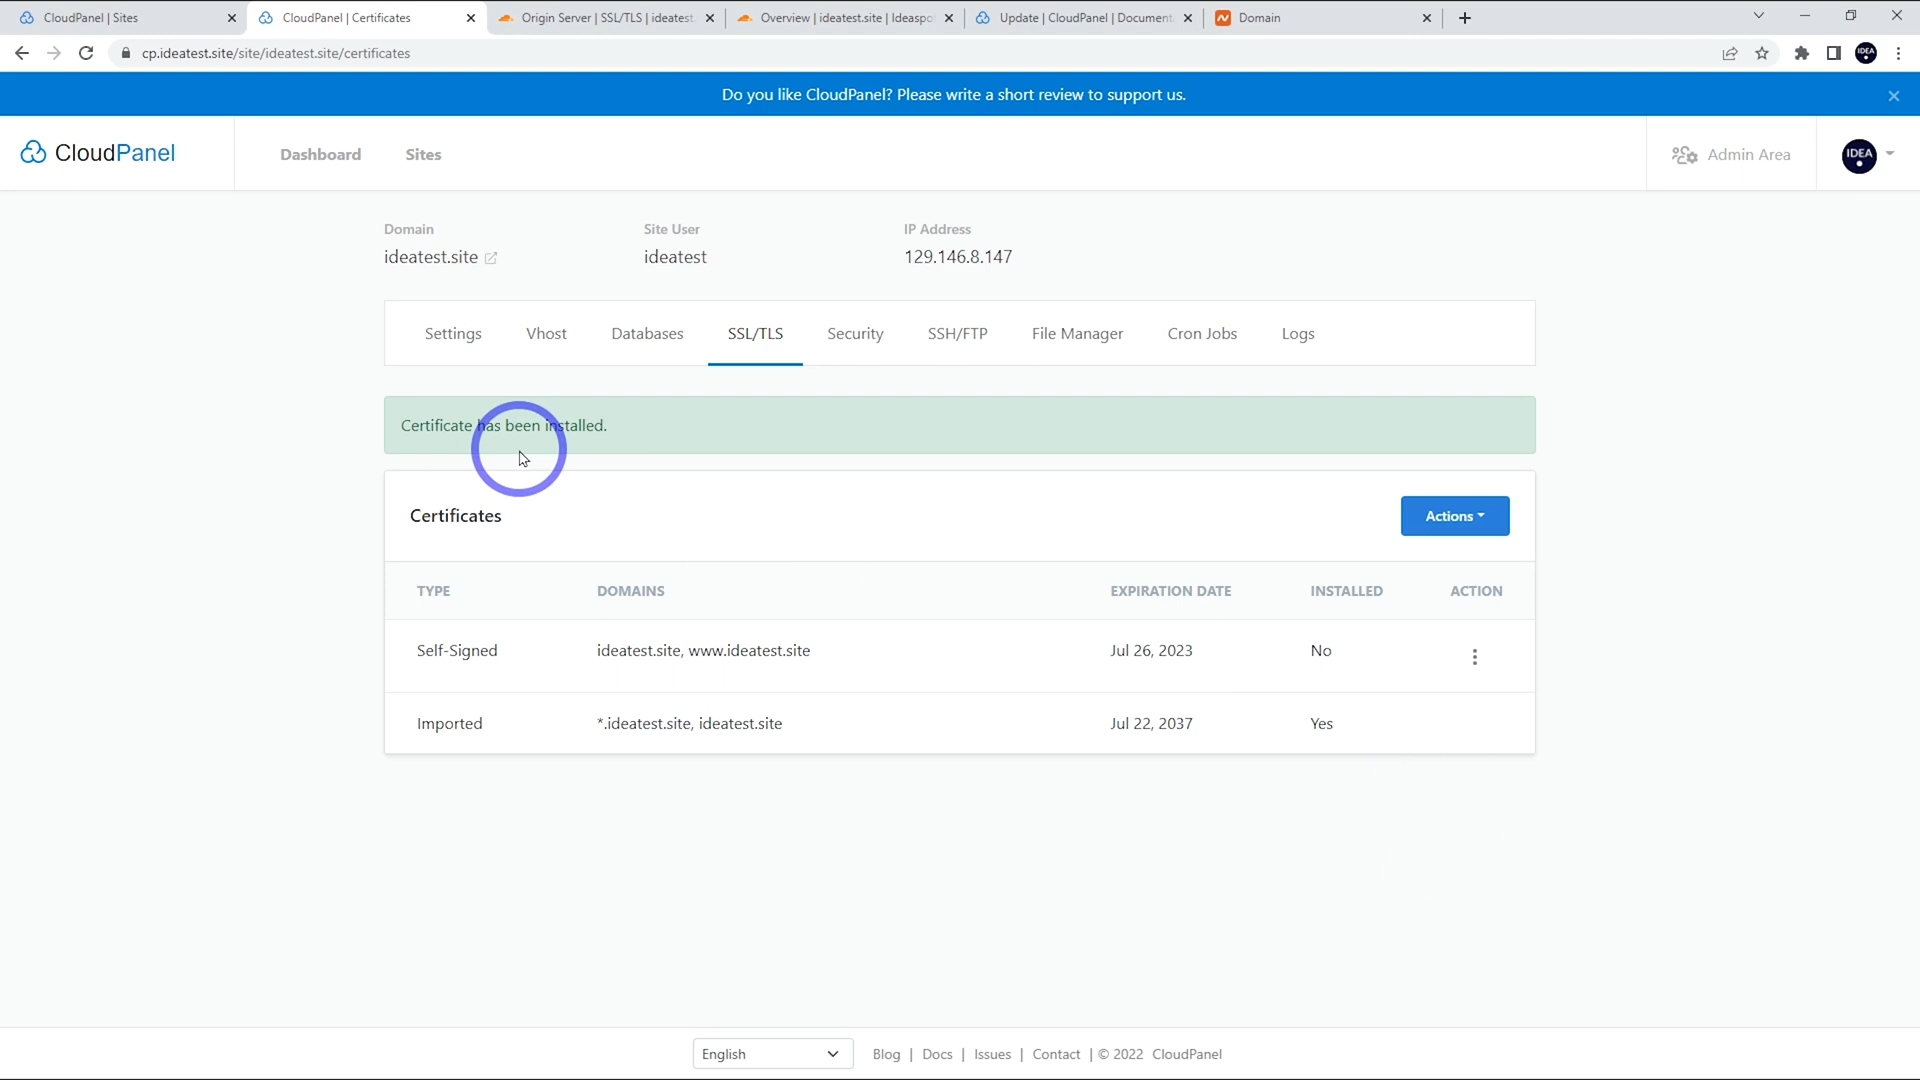 CloudPanel | Sites
CloudPanel | Certificates
Origin Server | SSL/TLS | ideatest.
Overview | ideatest.site | Ideaspo
Update | CloudPanel | Document
Domain
cp.ideatest.site/site/ideatest.site/certificates
IDEA
Do you like CloudPanel? Please write a short review to support us.
CloudPanel
Dashboard
Sites
Admin Area
IDEA
Domain
Site User
IP Address
ideatest.site
ideatest
129.146.8.147
Settings
Vhost
Databases
SSL/TLS
Security
SSH/FTP
File Manager
Cron Jobs
Logs
Certificate has been installed.
Certificates
Actions
TYPE
DOMAINS
EXPIRATION DATE
INSTALLED
ACTION
Self-Signed
ideatest.site, www.ideatest.site
Jul 26, 2023
No
Imported
*.ideatest.site, ideatest.site
Jul 22, 2037
Yes
English
Blog | Docs | Issues | Contact | © 2022 CloudPanel